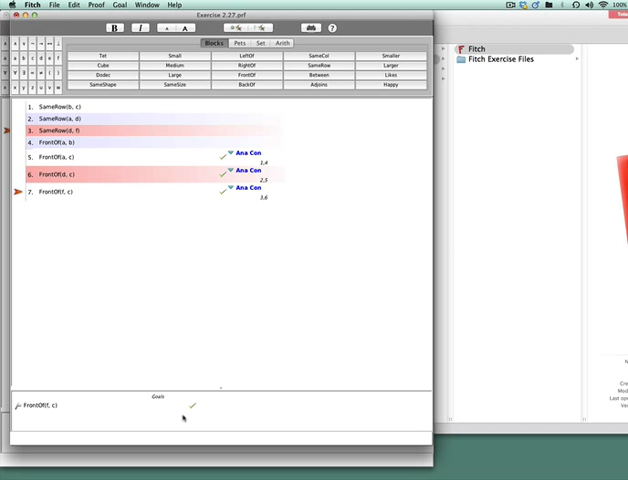 Fitch File Edit Proof Goal Window Help 100%
Exercise 2.27.prf
B I A A ?
Blocks Pets Set Arith
Tet Small LeftOf SameCol Smaller
Cube Medium RightOf SameRow Larger
Dodec Large FrontOf Between Likes
SameShape SameSize BackOf Adjoins Happy
1. SameRow(b, c)
2. SameRow(a, d)
3. SameRow(d, f)
4. FrontOf(a, b)
5. FrontOf(a, c) Ana Con
1,4
6. FrontOf(d, c) Ana Con
2,5
7. FrontOf(f, c) Ana Con
3,6
Goals
FrontOf(f, c)
Fitch
Fitch Exercise Files